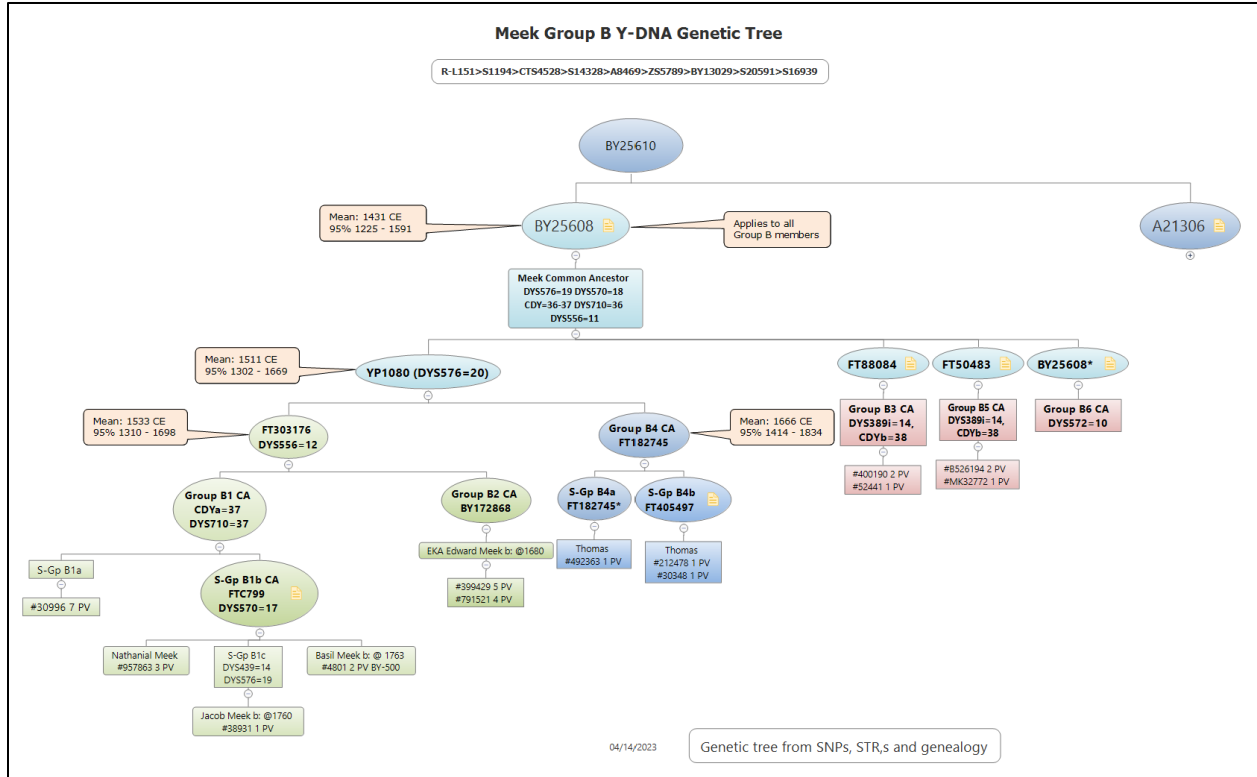 Meek Group B Y-DNA Genetic Tree
R-L151>S1194>CTS4528>S14328>A8469>ZS5789>BY13029>S20591>S16939
BY25610
Mean: 1431 CE
95% 1225 - 1591
BY25608
Applies to all
Group B members
A21306
Meek Common Ancestor
DYS576=19 DYS570=18
CDY=36-37 DYS710=36
DYS556=11
Mean: 1511 CE
95% 1302 - 1669
YP1080 (DYS576=20)
FT88084
FT50483
BY25608*
Mean: 1533 CE
95% 1310 - 1698
FT303176
DYS556=12
Group B4 CA
FT182745
Mean: 1666 CE
95% 1414 - 1834
Group B3 CA
DYS389i=14,
CDYb=38
Group B5 CA
DYS389i=14,
CDYb=38
Group B6 CA
DYS572=10
#400190 2 PV
#52441 1 PV
#B526194 2 PV
#MK32772 1 PV
Group B1 CA
CDYa=37
DYS710=37
Group B2 CA
BY172868
S-Gp B4a
FT182745*
S-Gp B4b
FT405497
EKA Edward Meek b: @1680
Thomas
#492363 1 PV
Thomas
#212478 1 PV
#30348 1 PV
S-Gp B1a
#30996 7 PV
S-Gp B1b CA
FTC799
DYS570=17
#399429 5 PV
#791521 4 PV
Nathanial Meek
#957863 3 PV
S-Gp B1c
DYS439=14
DYS576=19
Basil Meek b: @ 1763
#4801 2 PV BY-500
Jacob Meek b: @1760
#38931 1 PV
04/14/2023
Genetic tree from SNPs, STR,s and genealogy